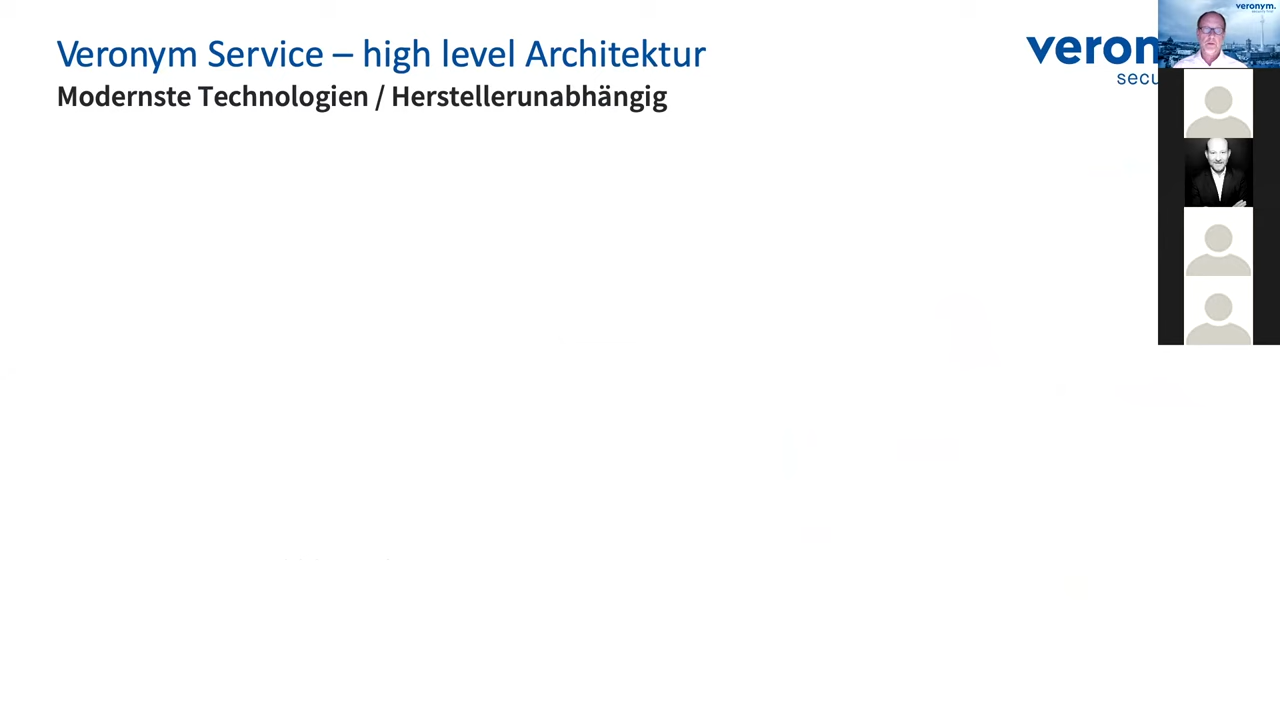 Veronym Service – high level Architektur
Modernste Technologien / Herstellerunabhängig
veron
secu
veronym.